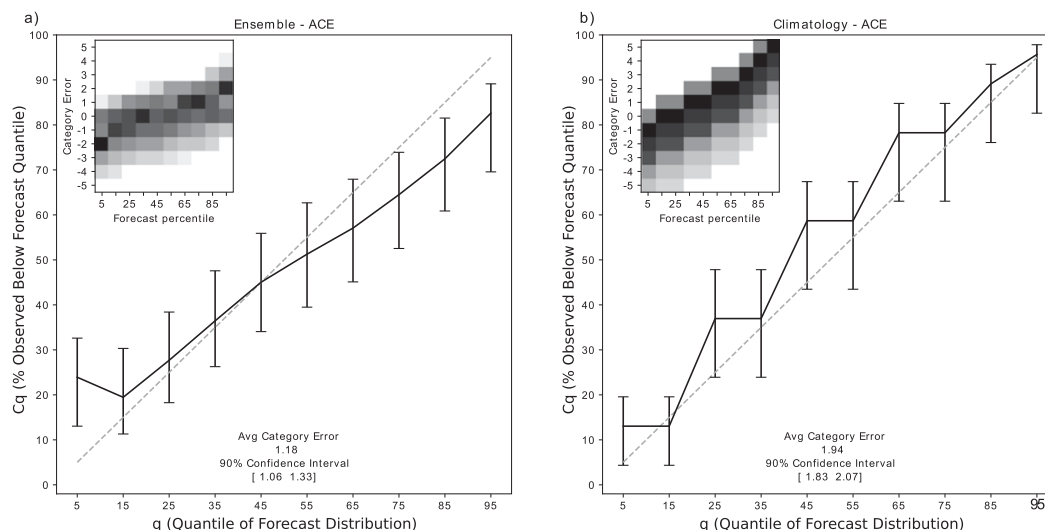 a)
Ensemble - ACE
100
90
80
70
60
50
40
30
20
10
0
Cq (% Observed Below Forecast Quantile)
5
4
3
2
1
0
-1
-2
-3
-4
-5
Category Error
5 25 45 65 85
Forecast percentile
Avg Category Error
1.18
90% Confidence Interval
[ 1.06 1.33]
5 15 25 35 45 55 65 75 85 95
q (Quantile of Forecast Distribution)
b)
Climatology - ACE
100
90
80
70
60
50
40
30
20
10
0
Cq (% Observed Below Forecast Quantile)
5
4
3
2
1
0
-1
-2
-3
-4
-5
Category Error
5 25 45 65 85
Forecast percentile
Avg Category Error
1.94
90% Confidence Interval
[ 1.83 2.07]
5 15 25 35 45 55 65 75 85 95
q (Quantile of Forecast Distribution)